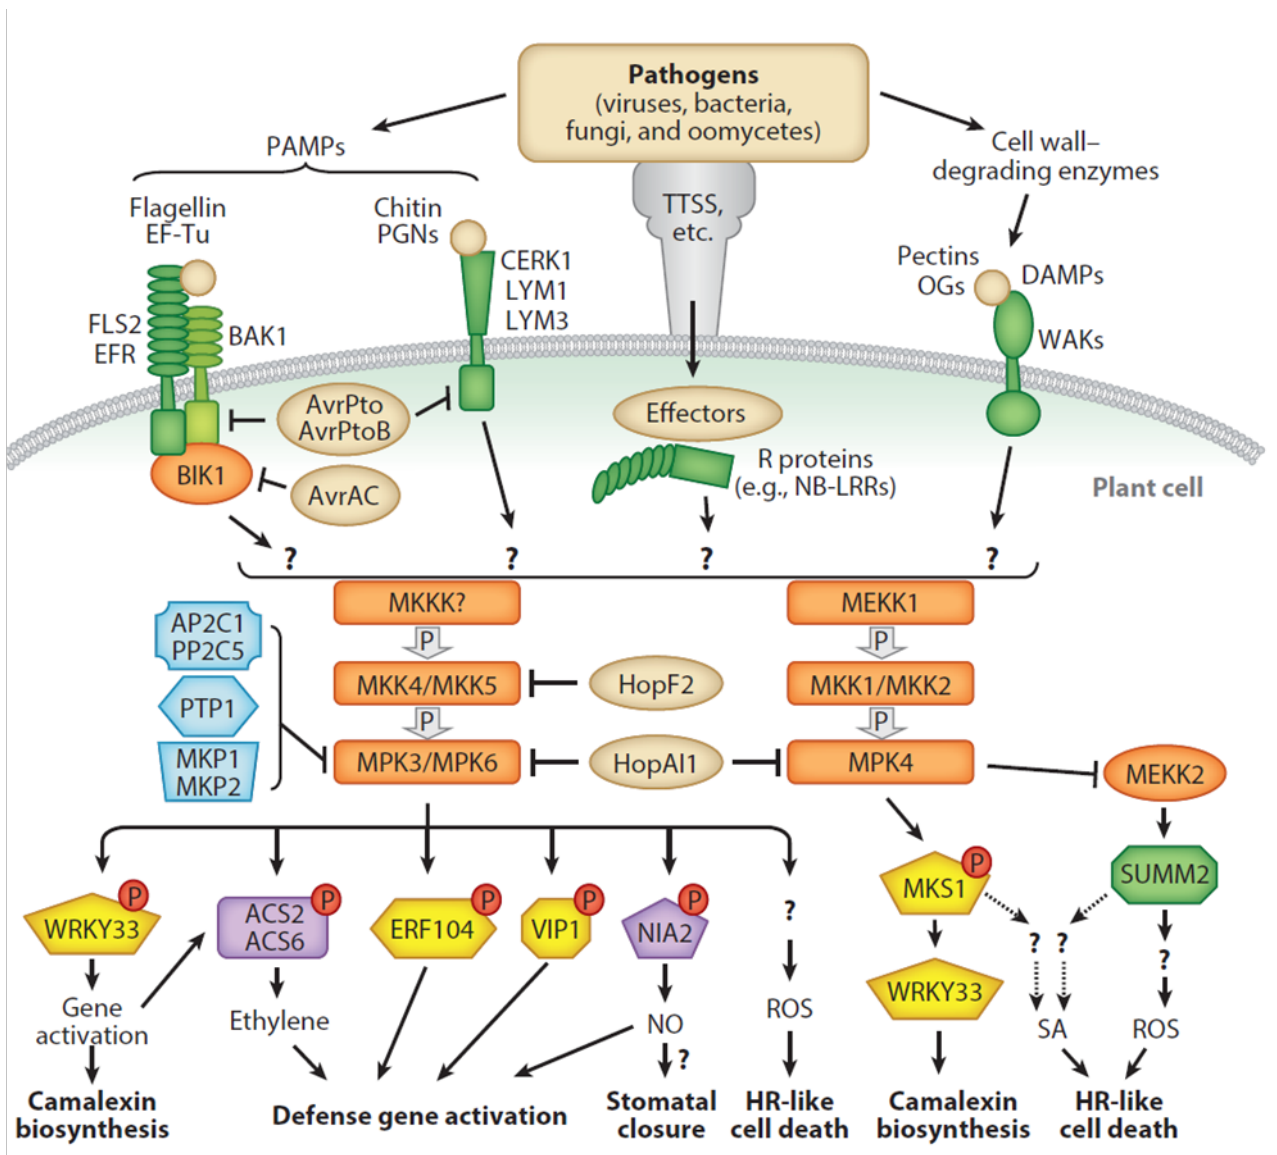 Pathogens
(viruses, bacteria,
fungi, and oomycetes)
PAMPs
Cell wall–
degrading enzymes
Flagellin
EF-Tu
Chitin
PGNs
TTSS,
etc.
CERK1
LYM1
LYM3
Pectins
OGs
DAMPs
FLS2
EFR
BAK1
WAKs
AvrPto
AvrPtoB
Effectors
BIK1
AvrAC
R proteins
(e.g., NB-LRRs)
Plant cell
?
?
?
?
MKKK?
MEKK1
AP2C1
PP2C5
P
P
MKK4/MKK5
HopF2
MKK1/MKK2
PTP1
P
P
MKP1
MKP2
MPK3/MPK6
HopAI1
MPK4
MEKK2
P
WRKY33
P
ACS2
ACS6
P
ERF104
P
VIP1
P
NIA2
?
P
MKS1
SUMM2
? ?
?
WRKY33
Gene
activation
Ethylene
NO
ROS
SA
ROS
?
Camalexin
biosynthesis
Defense gene activation
Stomatal
closure
HR-like
cell death
Camalexin
biosynthesis
HR-like
cell death